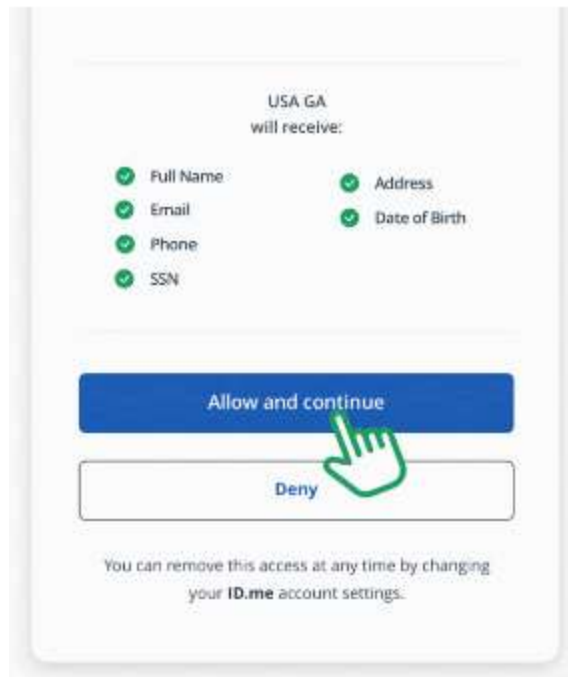 USA GA
will receive:
Full Name
Address
Email
Date of Birth
Phone
SSN
Allow and continue
Deny
You can remove this access at any time by changing
your ID.me account settings.